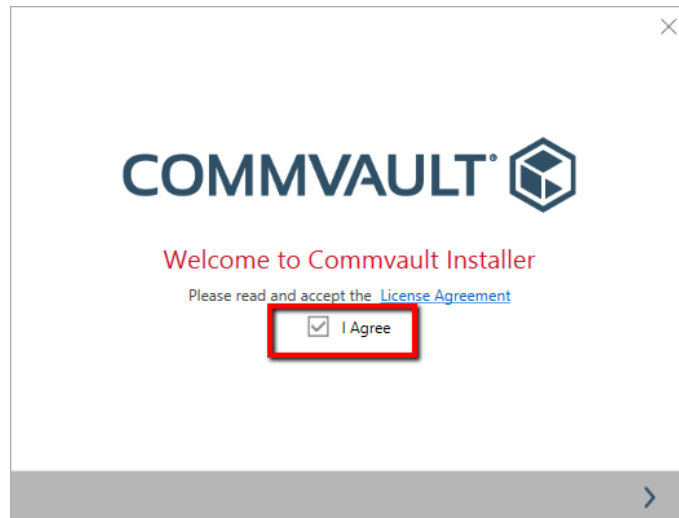 COMMVAULT®
Welcome to Commvault Installer
Please read and accept the License Agreement
I Agree